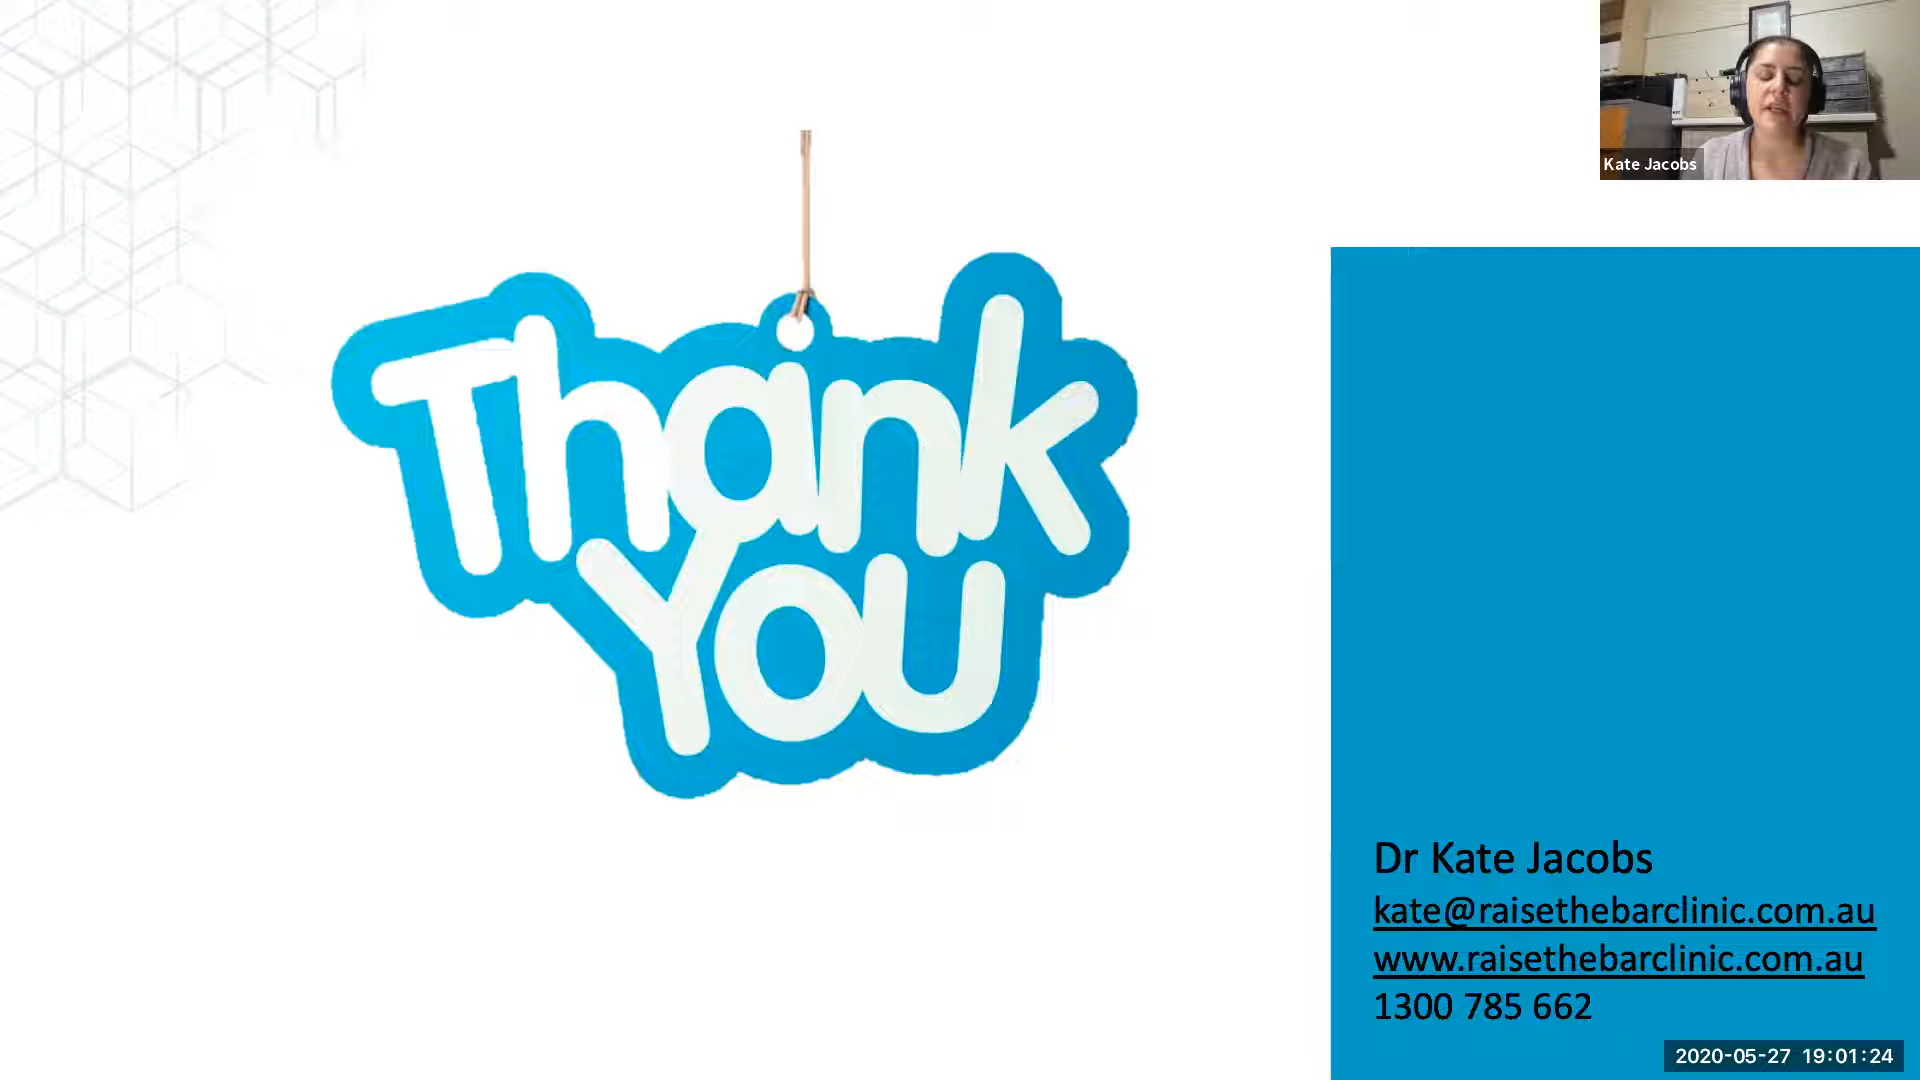 Kate Jacobs
Thank
You
Dr Kate Jacobs
kate@raisethebarclinic.com.au
www.raisethebarclinic.com.au
1300 785 662
2020-05-27 19:01:24